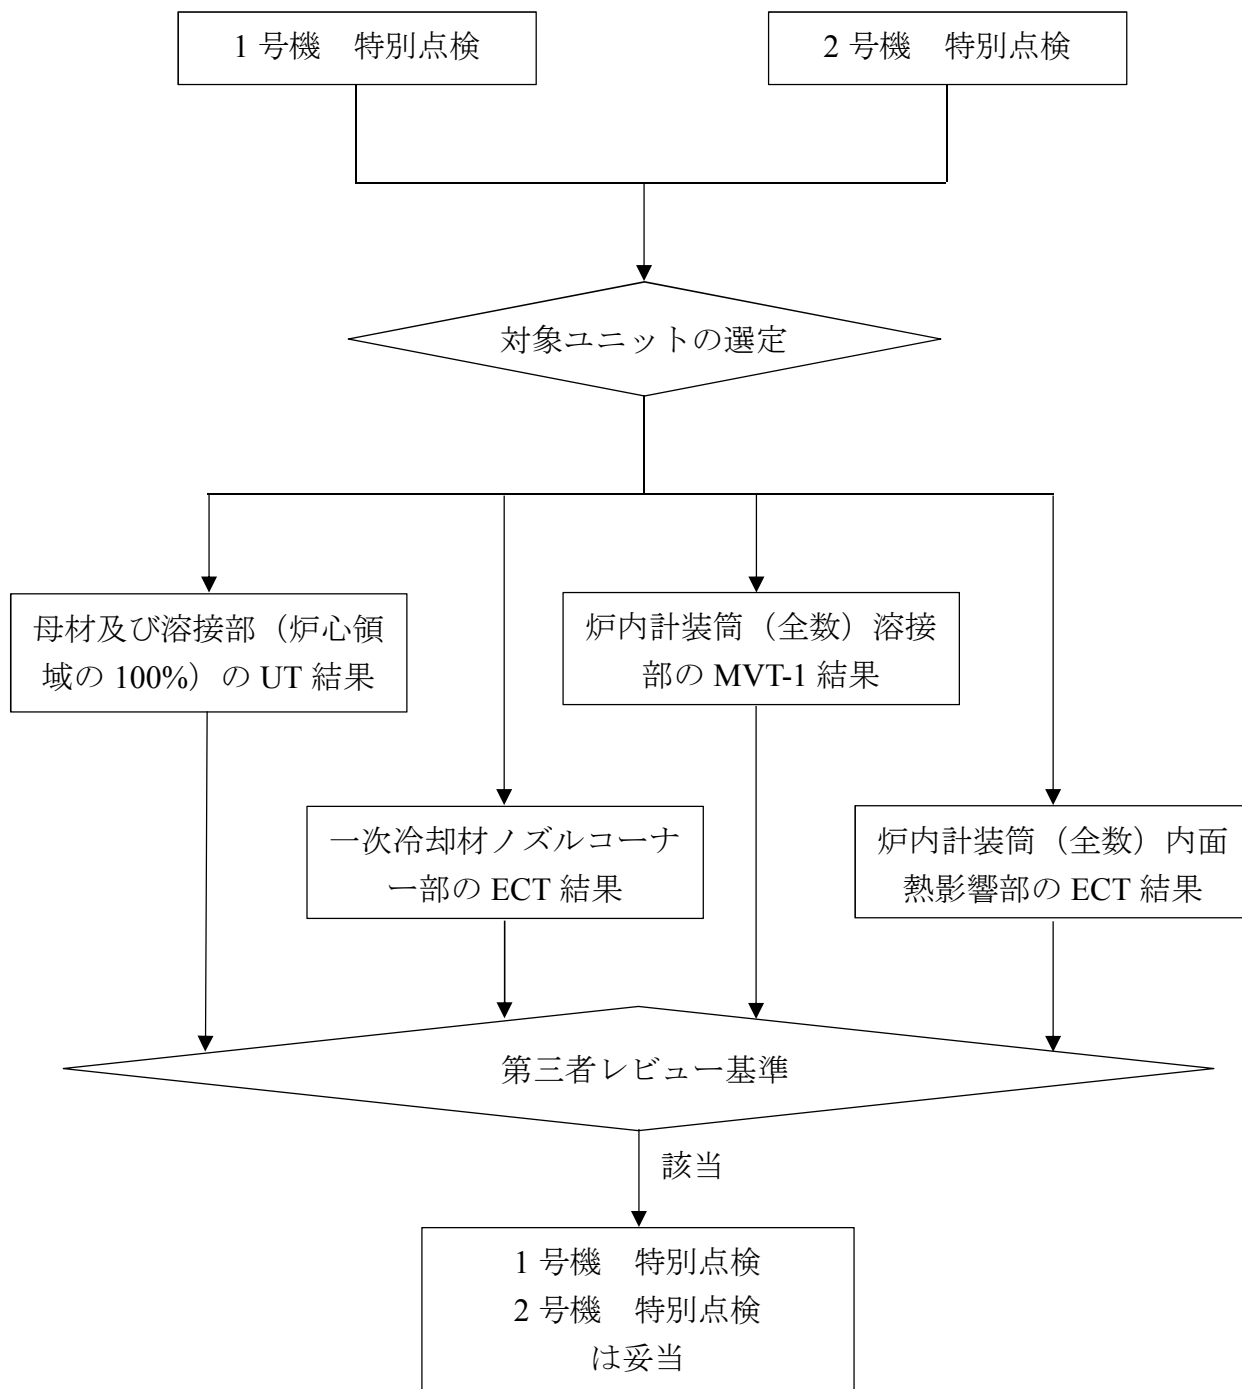 1 号機　特別点検
2 号機　特別点検
対象ユニットの選定
母材及び溶接部（炉心領
域の 100%）の UT 結果
炉内計装筒（全数）溶接
部の MVT-1 結果
一次冷却材ノズルコーナ
ー部の ECT 結果
炉内計装筒（全数）内面
熱影響部の ECT 結果
第三者レビュー基準
該当
1 号機　特別点検
2 号機　特別点検
は妥当